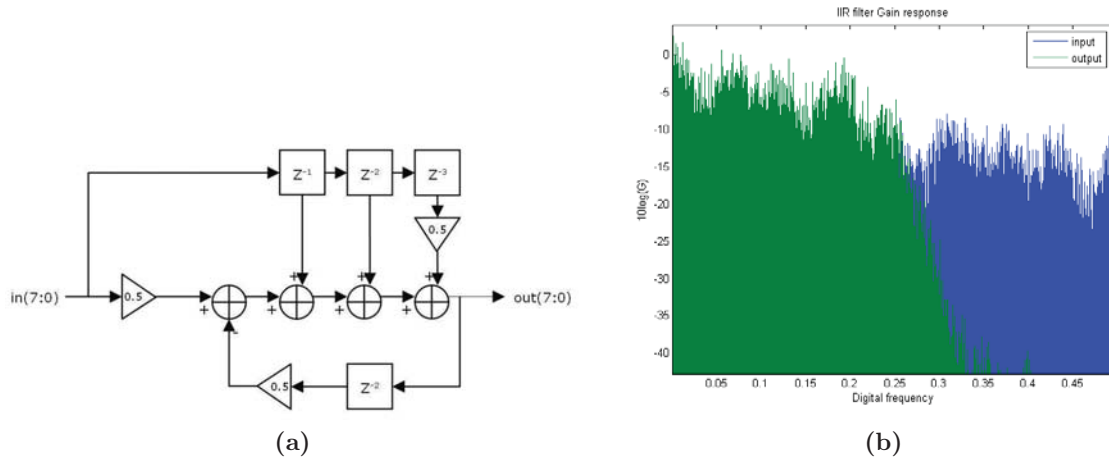 Z⁻¹
Z⁻²
Z⁻³
0.5
+
+
+
in(7:0)
0.5
+
-
+
+
+
out(7:0)
0.5
Z⁻²
(a)
IIR filter Gain response
input
output
10log(G)
0
-5
-10
-15
-20
-25
-30
-35
-40
0.05
0.1
0.15
0.2
0.25
0.3
0.35
0.4
0.45
Digital frequency
(b)